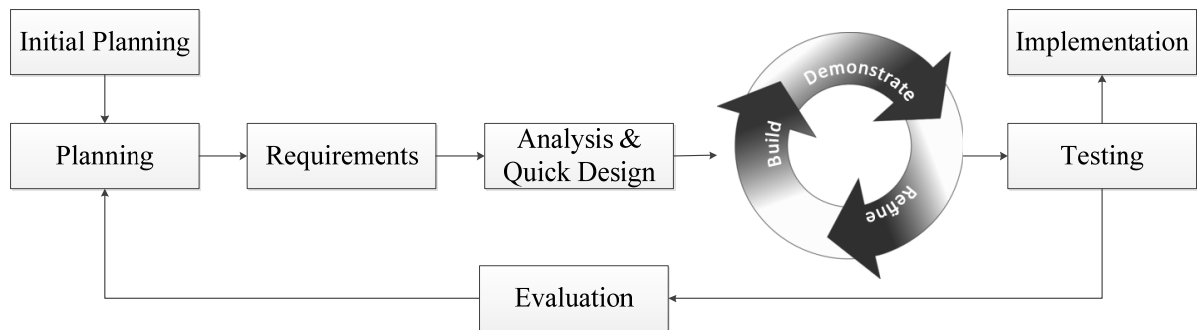 Initial Planning
Implementation
Demonstrate
Build
Refine
Planning
Requirements
Analysis &
Quick Design
Testing
Evaluation